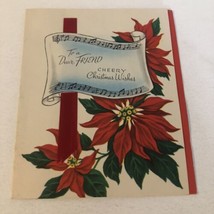 To a
Dear FRIEND
CHEERY
Christmas Wishes